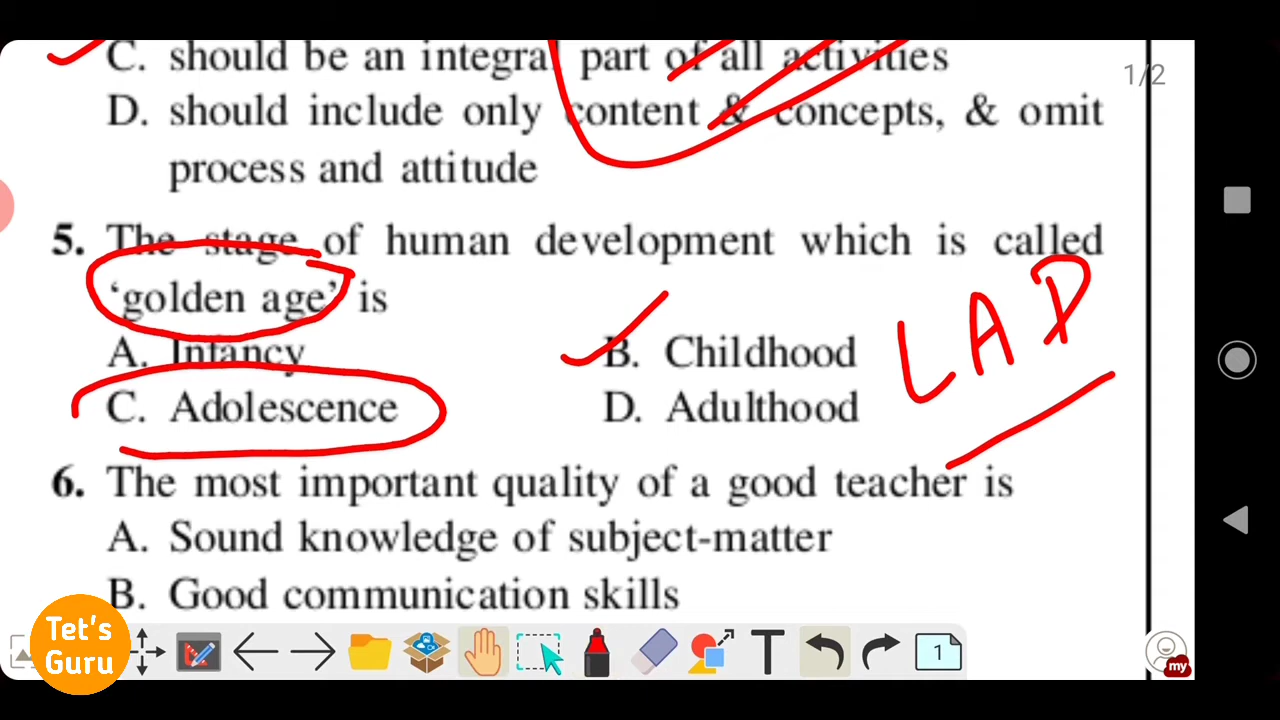 C. should be an integral part of all activities
D. should include only content & concepts, & omit
process and attitude
1/2
5. The stage of human development which is called
'golden age' is
A. Infancy
B. Childhood
C. Adolescence
D. Adulthood
LAD
6. The most important quality of a good teacher is
A. Sound knowledge of subject-matter
B. Good communication skills
Tet's
Guru
T
1
my